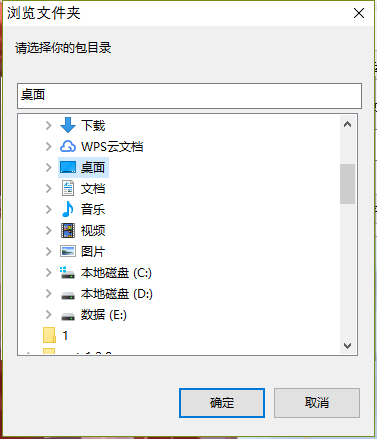 浏览文件夹
请选择你的包目录
桌面
下载
WPS云文档
桌面
文档
音乐
视频
图片
本地磁盘 (C:)
本地磁盘 (D:)
数据 (E:)
1
确定
取消